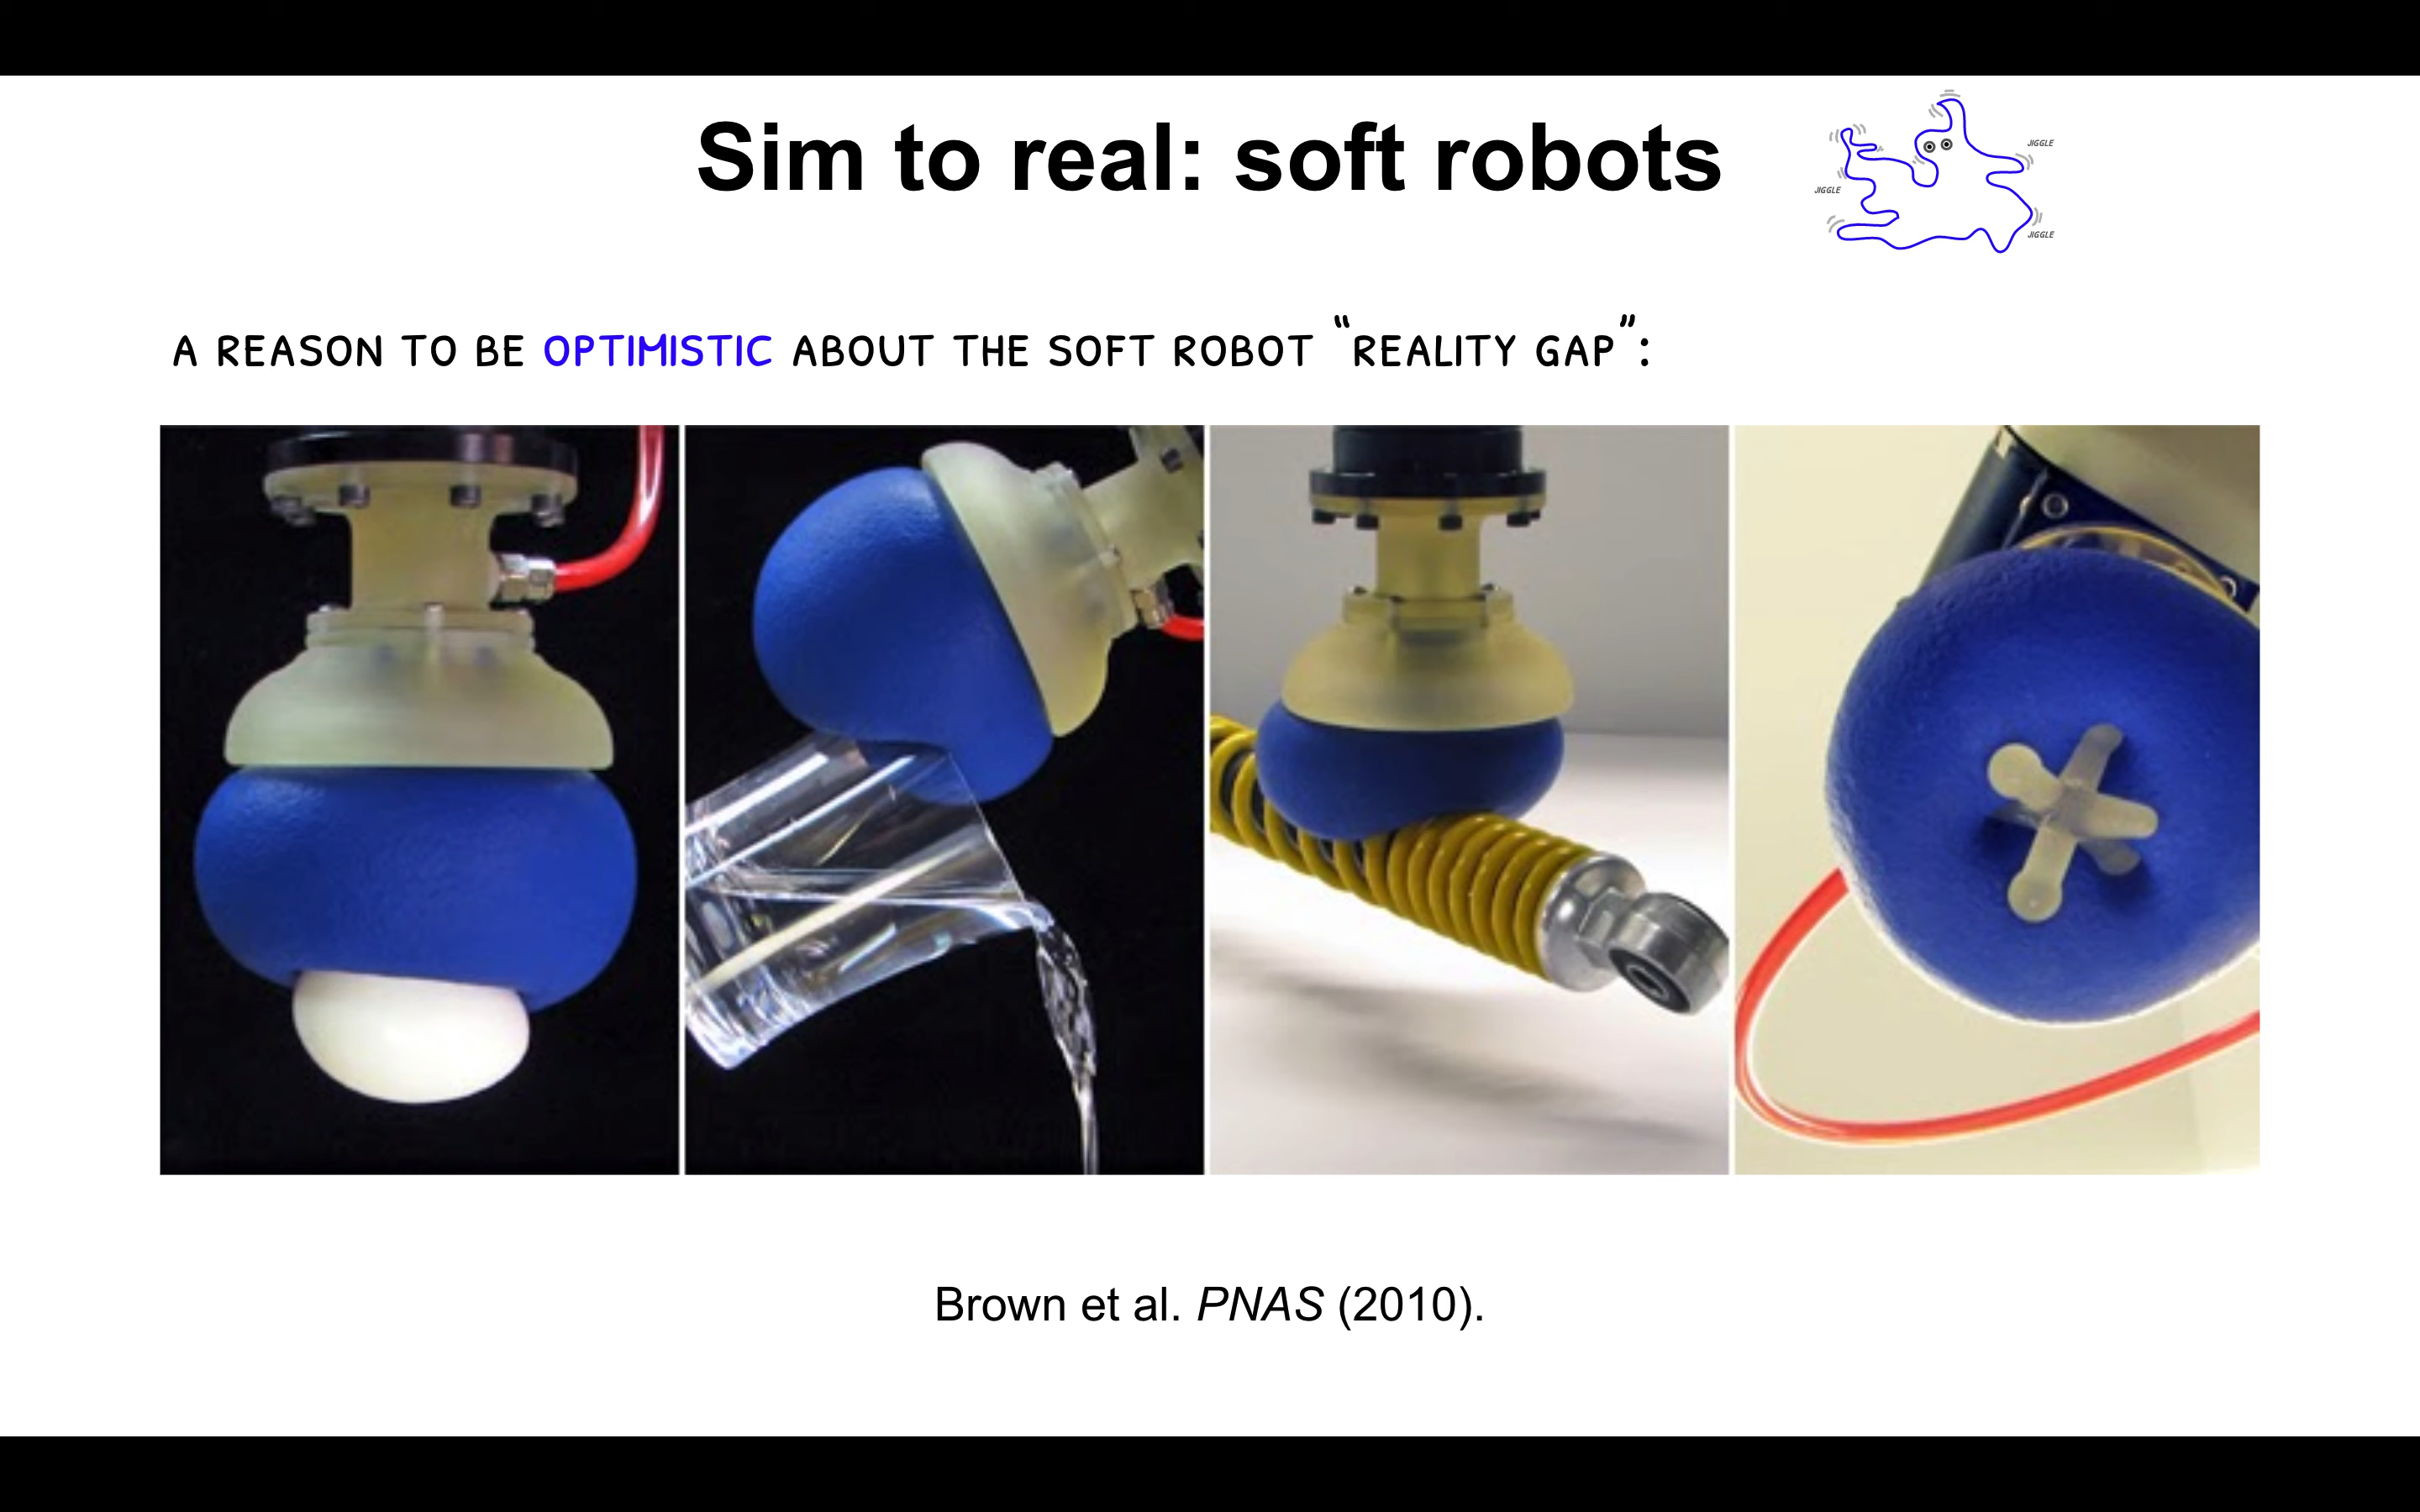 Sim to real: soft robots
JIGGLE
JIGGLE
JIGGLE
A REASON TO BE OPTIMISTIC ABOUT THE SOFT ROBOT "REALITY GAP":
Brown et al. PNAS (2010).